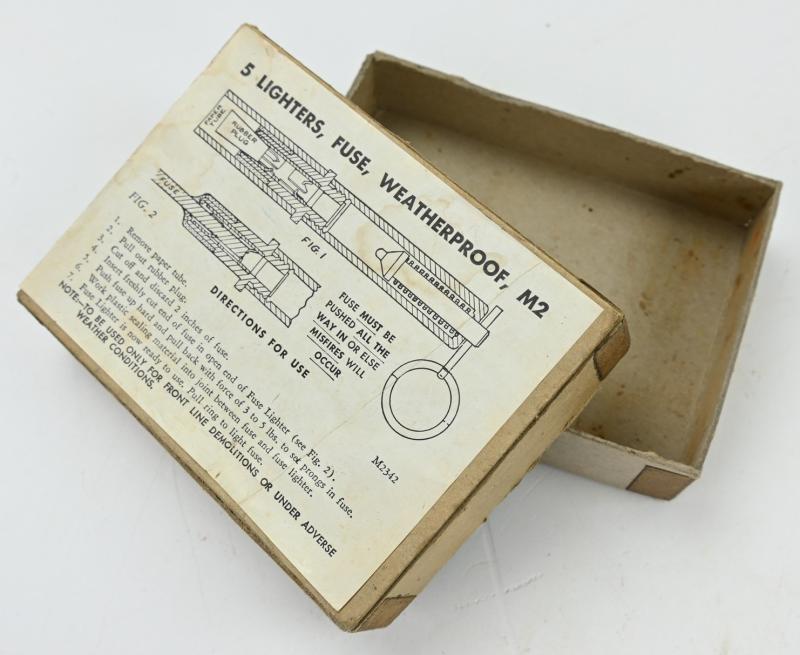 5 LIGHTERS, FUSE, WEATHERPROOF, M2
PAPER
TUBE
RUBBER
PLUG
FIG. 1
FUSE
FIG. 2
FUSE MUST BE
PUSHED ALL THE
WAY IN OR ELSE
MISFIRES WILL
OCCUR
DIRECTIONS FOR USE
1. Remove paper tube.
2. Pull out rubber plug.
3. Cut off and discard 2 inches of fuse.
4. Insert freshly cut end of fuse in open end of Fuse Lighter (see Fig. 2).
5. Push fuse up hard and pull back with force of 3 to 5 lbs. to set prongs in fuse.
6. Work plastic sealing material into joint between fuse and fuse lighter.
7. Fuse Lighter is now ready to use. Pull ring to light fuse.
NOTE—TO BE USED ONLY FOR FRONT LINE DEMOLITIONS OR UNDER ADVERSE
WEATHER CONDITIONS.
M2342